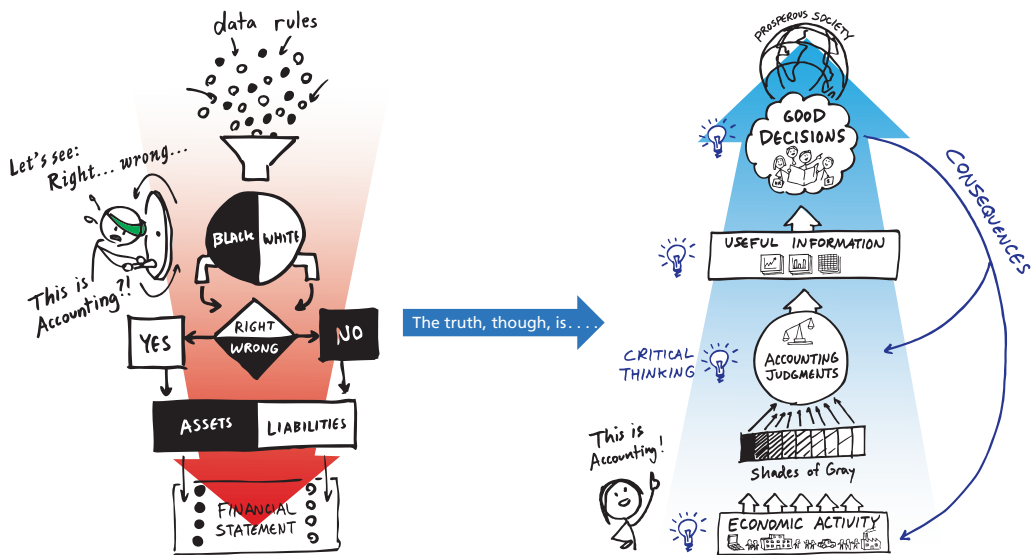 data rules
Let's see:
Right... wrong...
BLACK WHITE
This is
Accounting?!
YES
RIGHT
WRONG
NO
ASSETS LIABILITIES
FINANCIAL
STATEMENT
The truth, though, is....
PROSPEROUS SOCIETY
GOOD
DECISIONS
CONSEQUENCES
USEFUL INFORMATION
CRITICAL
THINKING
ACCOUNTING
JUDGMENTS
This is
Accounting!
Shades of Gray
ECONOMIC ACTIVITY